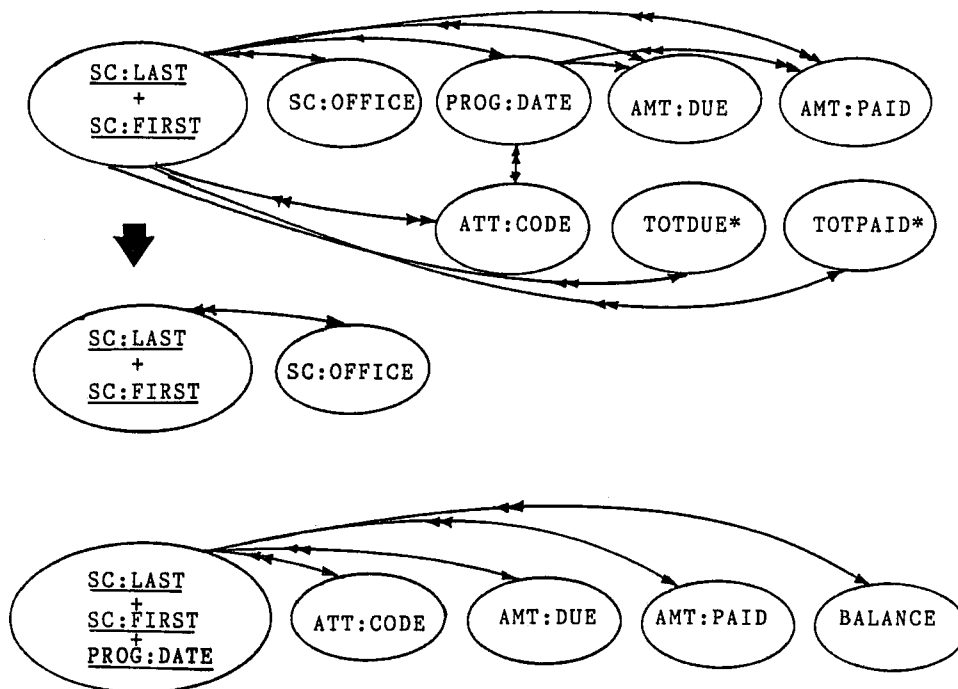 SC:LAST
+
SC:FIRST
SC:OFFICE
PROG:DATE
AMT:DUE
AMT:PAID
ATT:CODE
TOTDUE*
TOTPAID*
SC:LAST
+
SC:FIRST
SC:OFFICE
SC:LAST
+
SC:FIRST
+
PROG:DATE
ATT:CODE
AMT:DUE
AMT:PAID
BALANCE